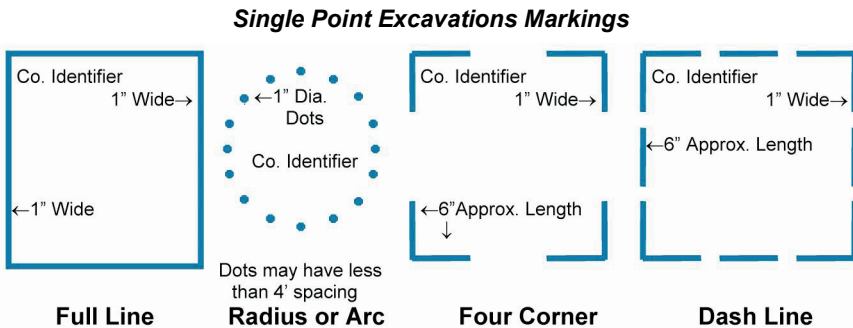 Single Point Excavations Markings
Co. Identifier
1” Wide→
←1” Wide
Full Line
←1” Dia.
Dots
Co. Identifier
Dots may have less
than 4’ spacing
Radius or Arc
Co. Identifier
1” Wide→
←6”Approx. Length
↓
Four Corner
Co. Identifier
1” Wide→
←6” Approx. Length
Dash Line